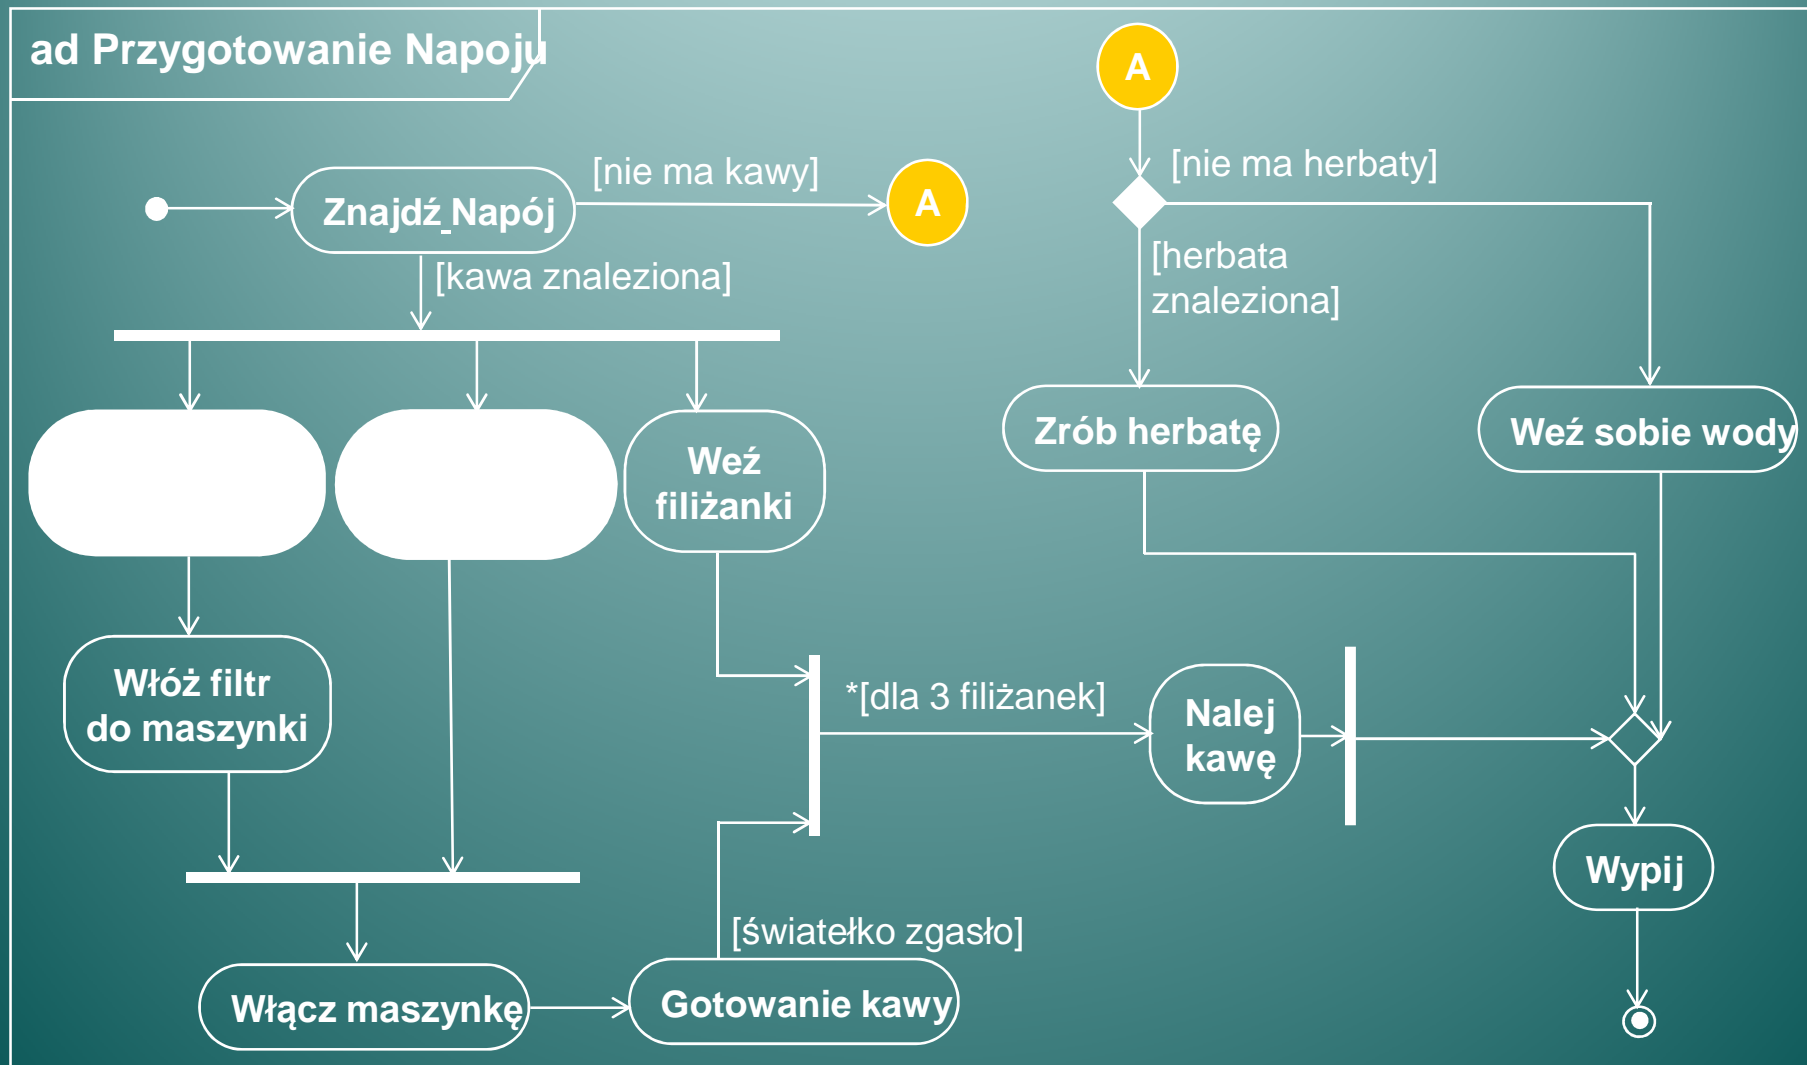 ad Przygotowanie Napoju
A
[nie ma kawy]
[nie ma herbaty]
Znajdź Napój
A
[kawa znaleziona]
[herbata
znaleziona]
Weź
filiżanki
Zrób herbatę
Weź sobie wody
Włóż filtr
do maszynki
*[dla 3 filiżanek]
Nalej
kawę
Wypij
[światełko zgasło]
Włącz maszynkę
Gotowanie kawy